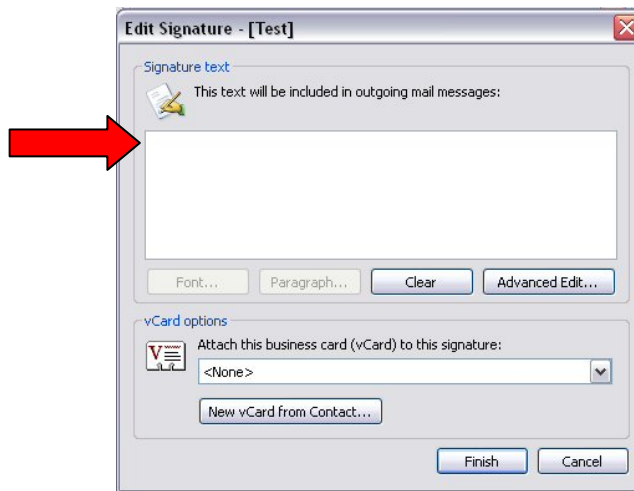 Edit Signature - [Test]
Signature text
This text will be included in outgoing mail messages:
Font... Paragraph... Clear Advanced Edit...
vCard options
Attach this business card (vCard) to this signature:
<None>
New vCard from Contact...
Finish Cancel